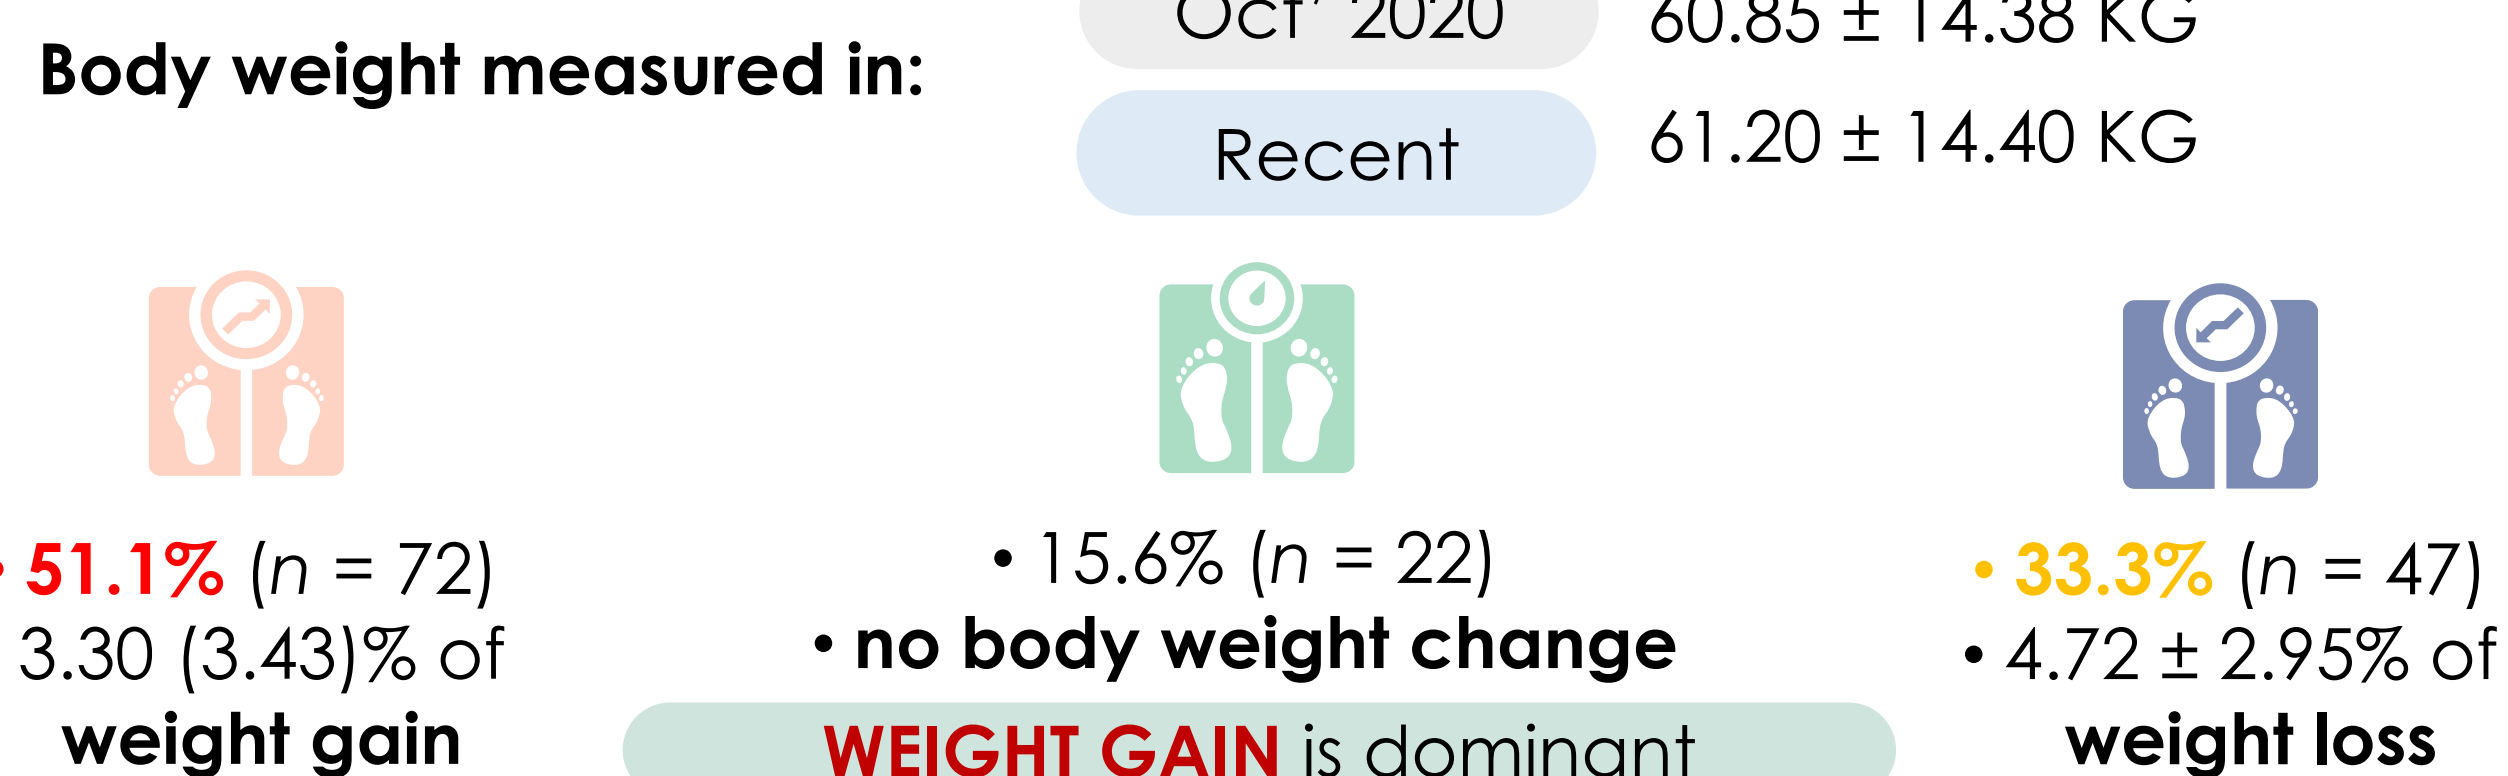 Body weight measured in:
Oct' 2020
60.85 ± 14.38 KG
Recent
61.20 ± 14.40 KG
51.1% (n = 72)
3.30 (3.43)% of
weight gain
• 15.6% (n = 22)
• no body weight change
• 33.3% (n = 47)
• 4.72 ± 2.95% of
weight loss
WEIGHT GAIN is dominant